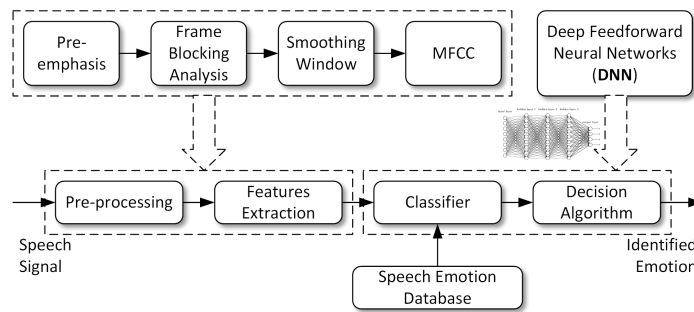 Pre-
emphasis
Frame
Blocking
Analysis
Smoothing
Window
MFCC
Deep Feedforward
Neural Networks
(DNN)
Pre-processing
Features
Extraction
Classifier
Decision
Algorithm
Speech
Signal
Identified
Emotion
Speech Emotion
Database